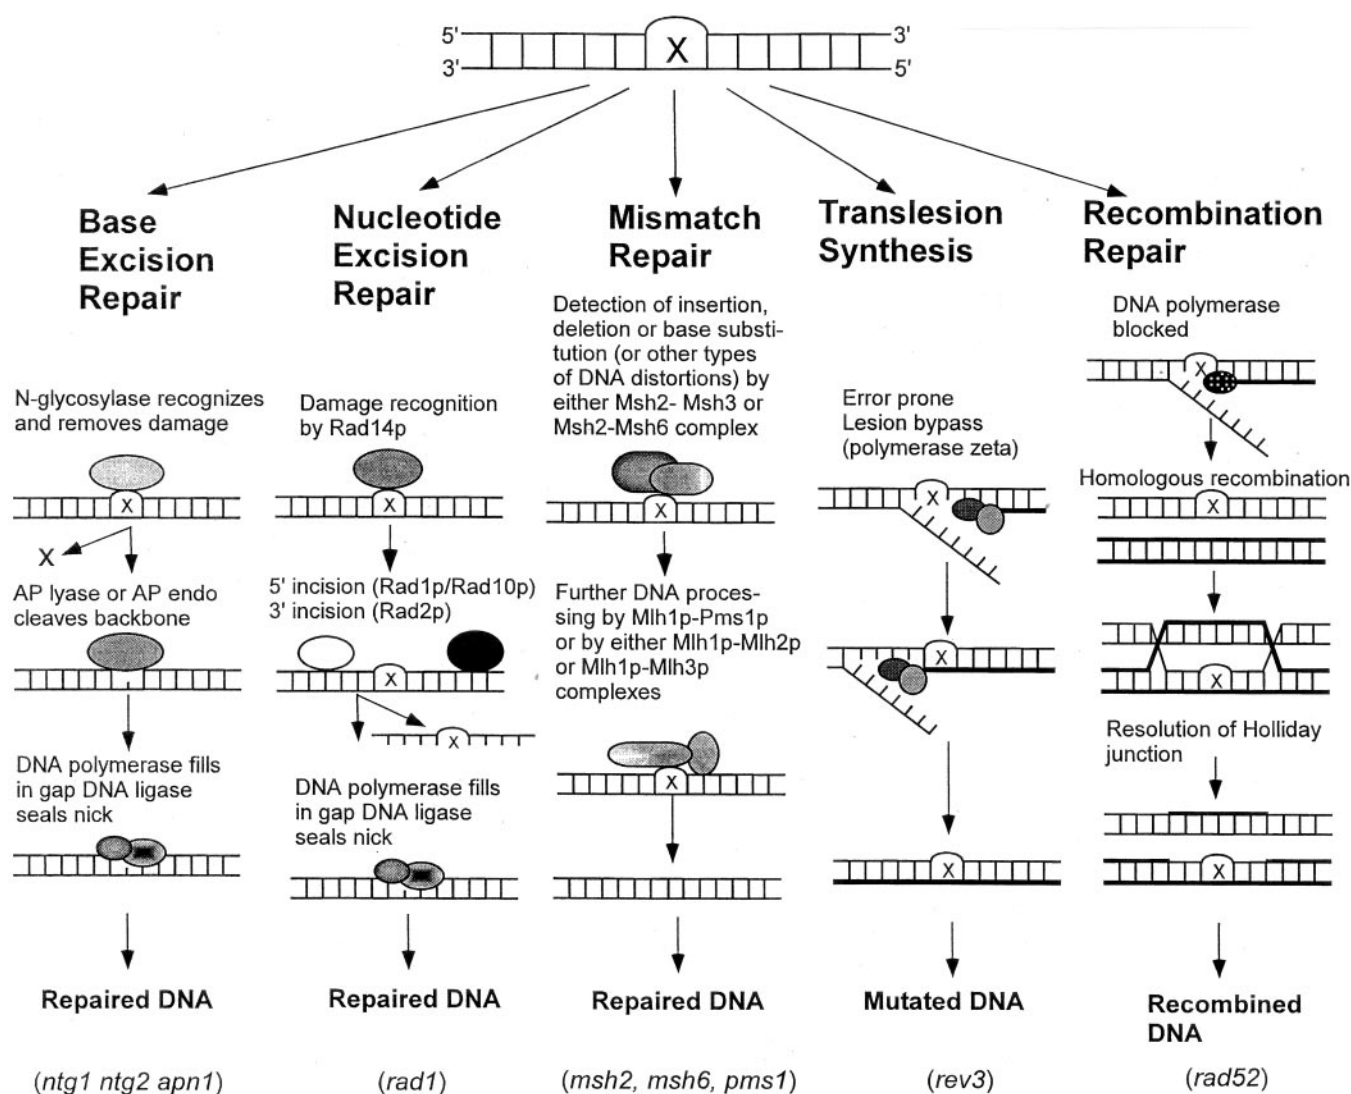 5' 3'
3' 5'
X
Base
Excision
Repair
N-glycosylase recognizes
and removes damage
X
X
AP lyase or AP endo
cleaves backbone
DNA polymerase fills
in gap DNA ligase
seals nick
Repaired DNA
(ntg1 ntg2 apn1)
Nucleotide
Excision
Repair
Damage recognition
by Rad14p
X
5' incision (Rad1p/Rad10p)
3' incision (Rad2p)
X
X
DNA polymerase fills
in gap DNA ligase
seals nick
Repaired DNA
(rad1)
Mismatch
Repair
Detection of insertion,
deletion or base substi-
tution (or other types
of DNA distortions) by
either Msh2- Msh3 or
Msh2-Msh6 complex
X
Further DNA proces-
sing by Mlh1p-Pms1p
or by either Mlh1p-Mlh2p
or Mlh1p-Mlh3p
complexes
X
Repaired DNA
(msh2, msh6, pms1)
Translesion
Synthesis
Error prone
Lesion bypass
(polymerase zeta)
X
X
X
Mutated DNA
(rev3)
Recombination
Repair
DNA polymerase
blocked
X
Homologous recombination
X
X
Resolution of Holliday
junction
X
Recombined
DNA
(rad52)